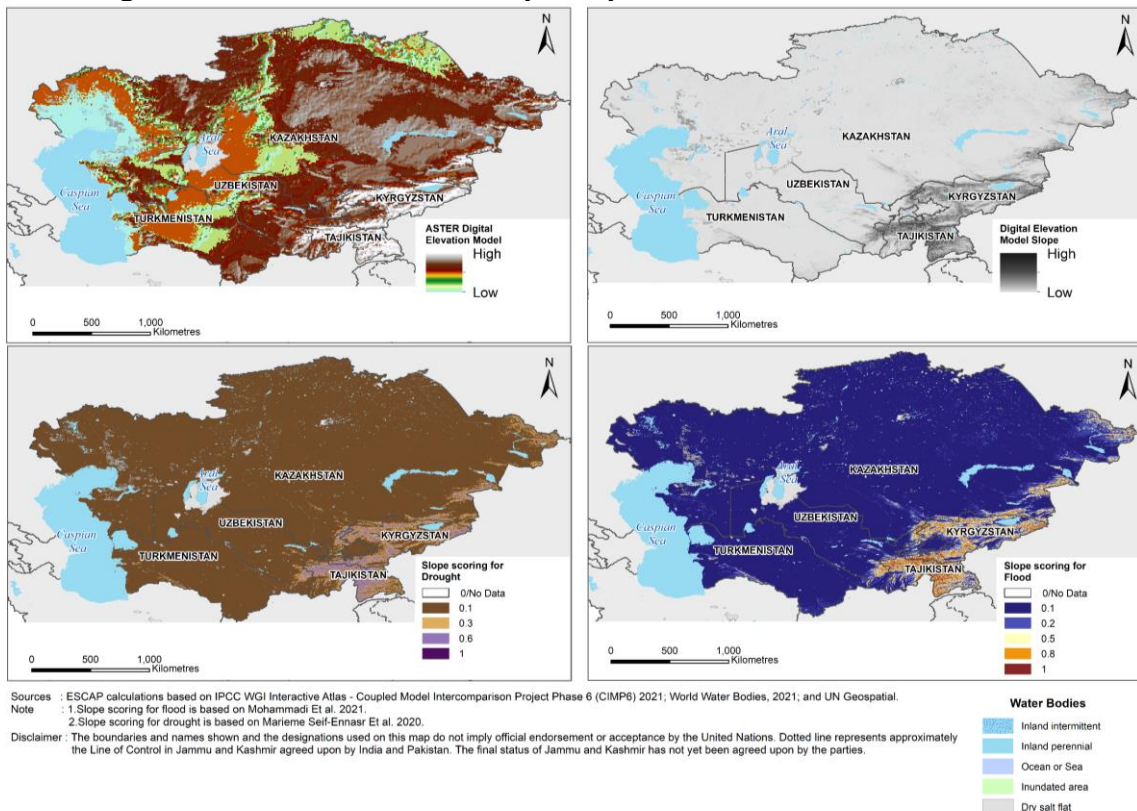 N
KAZAKHSTAN
Aral
Sea
UZBEKISTAN
Caspian
Sea
TURKMENISTAN
KYRGYZSTAN
TAJIKISTAN
ASTER Digital
Elevation Model
High
Low
0 500 1,000
Kilometres
N
KAZAKHSTAN
Aral
Sea
UZBEKISTAN
Caspian
Sea
TURKMENISTAN
KYRGYZSTAN
TAJIKISTAN
Digital Elevation
Model Slope
High
Low
0 500 1,000
Kilometres
N
KAZAKHSTAN
Aral
Sea
UZBEKISTAN
Caspian
Sea
TURKMENISTAN
KYRGYZSTAN
TAJIKISTAN
Slope scoring for
Drought
0/No Data
0.1
0.3
0.6
1
0 500 1,000
Kilometres
N
KAZAKHSTAN
Aral
Sea
UZBEKISTAN
Caspian
Sea
TURKMENISTAN
KYRGYZSTAN
TAJIKISTAN
Slope scoring for
Flood
0/No Data
0.1
0.2
0.5
0.8
1
0 500 1,000
Kilometres
Sources : ESCAP calculations based on IPCC WGI Interactive Atlas - Coupled Model Intercomparison Project Phase 6 (CIMP6) 2021; World Water Bodies, 2021; and UN Geospatial.
Note : 1.Slope scoring for flood is based on Mohammadi Et al. 2021.
2.Slope scoring for drought is based on Marieme Seif-Ennasr Et al. 2020.
Disclaimer : The boundaries and names shown and the designations used on this map do not imply official endorsement or acceptance by the United Nations. Dotted line represents approximately
the Line of Control in Jammu and Kashmir agreed upon by India and Pakistan. The final status of Jammu and Kashmir has not yet been agreed upon by the parties.
Water Bodies
Inland intermittent
Inland perennial
Ocean or Sea
Inundated area
Dry salt flat